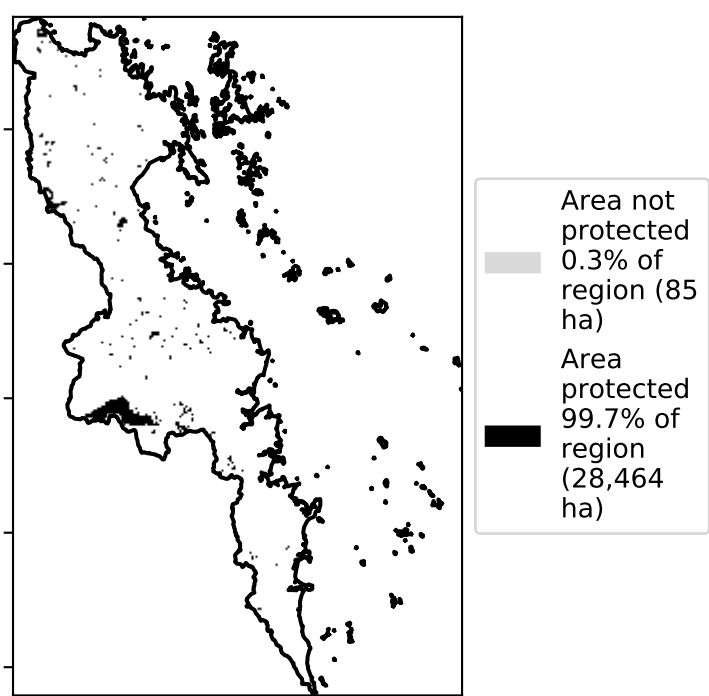 Area not
protected
0.3% of
region (85
ha)
Area
protected
99.7% of
region
(28,464
ha)